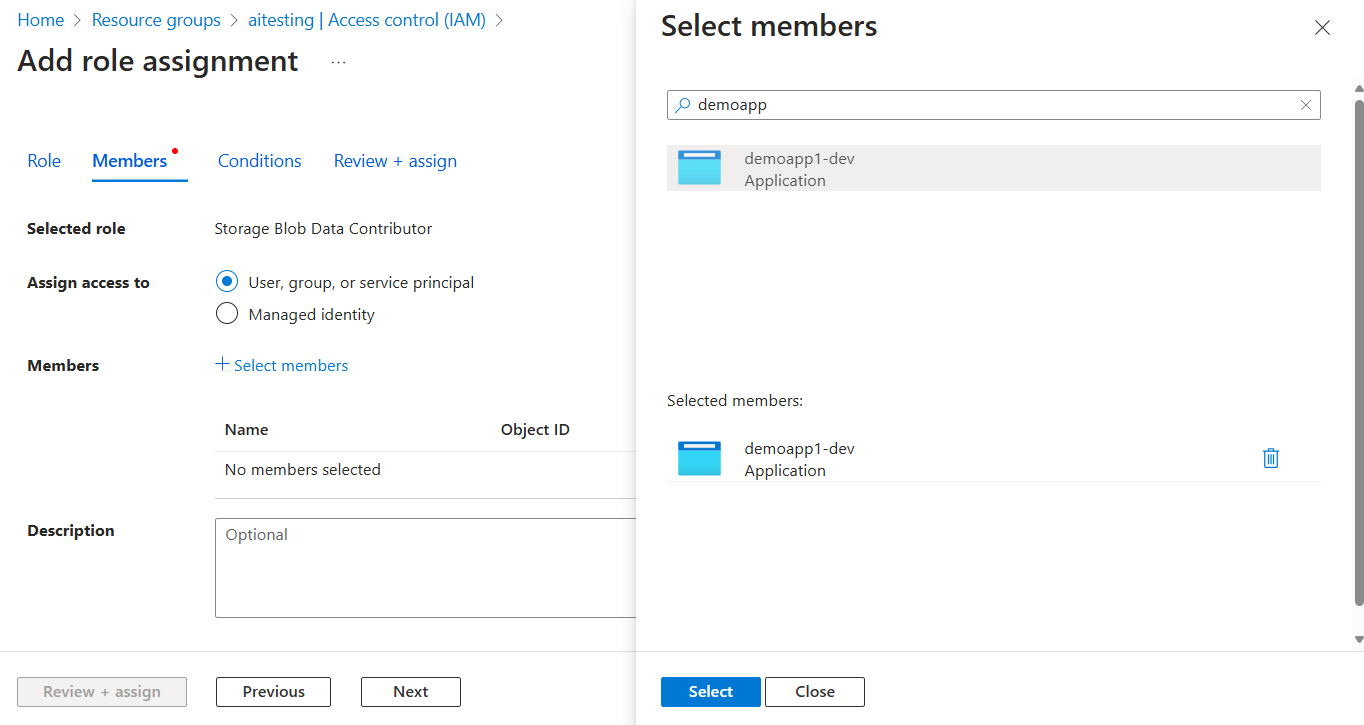 Home > Resource groups > aitesting | Access control (IAM) >
Add role assignment ...
Role Members Conditions Review + assign
Selected role Storage Blob Data Contributor
Assign access to User, group, or service principal
Managed identity
Members + Select members
Name Object ID
No members selected
Description Optional
Review + assign Previous Next
Select members
demoapp
demoapp1-dev
Application
Selected members:
demoapp1-dev
Application
Select Close